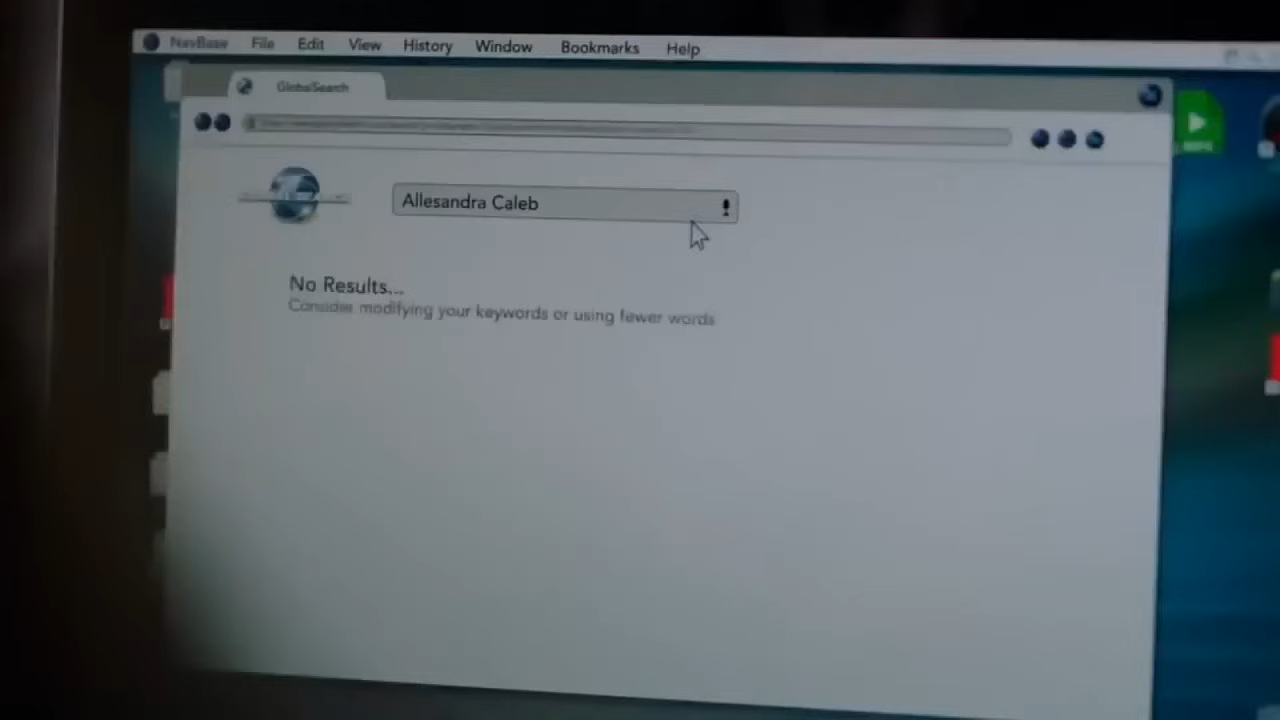 NavBase File Edit View History Window Bookmarks Help
GlobalSearch
Allesandra Caleb
No Results...
Consider modifying your keywords or using fewer words